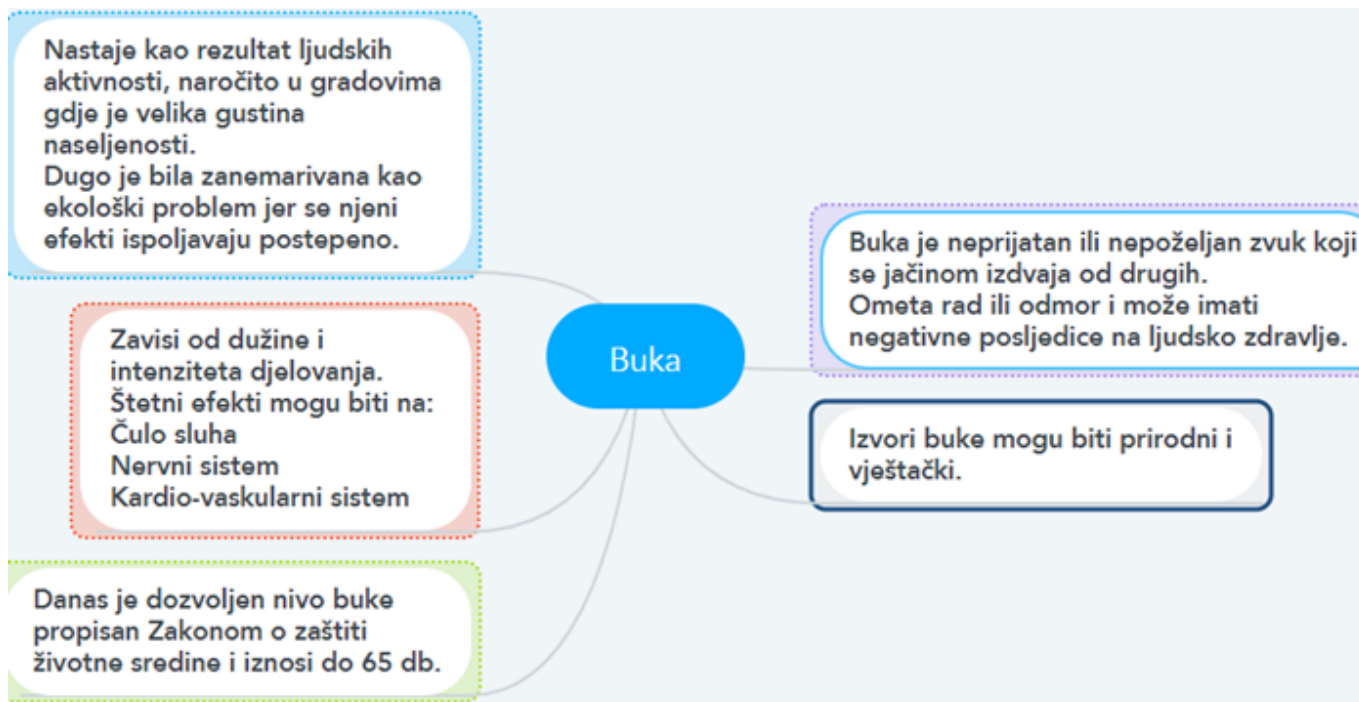 Nastaje kao rezultat ljudskih
aktivnosti, naročito u gradovima
gdje je velika gustina
naseljenosti.
Dugo je bila zanemarivana kao
ekološki problem jer se njeni
efekti ispoljavaju postepeno.
Zavisi od dužine i
intenziteta djelovanja.
Štetni efekti mogu biti na:
Čulo sluha
Nervni sistem
Kardio-vaskularni sistem
Danas je dozvoljen nivo buke
propisan Zakonom o zaštiti
životne sredine i iznosi do 65 db.
Buka
Buka je neprijatan ili nepoželjan zvuk koji
se jačinom izdvaja od drugih.
Ometa rad ili odmor i može imati
negativne posljedice na ljudsko zdravlje.
Izvori buke mogu biti prirodni i
vještački.